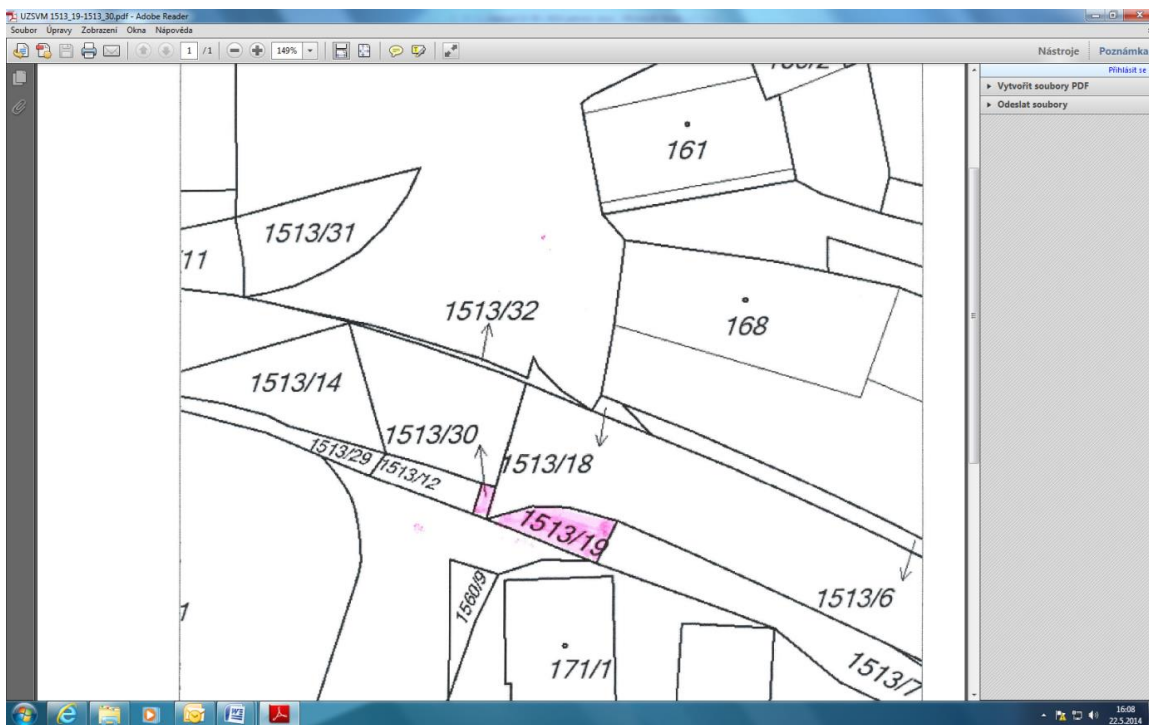 UZSVM 1513_19-1513_30.pdf - Adobe Reader
Soubor Úpravy Zobrazení Okna Nápověda
1 /1 149% Nástroje Poznámka
Přihlásit se
Vytvořit soubory PDF
Odeslat soubory
161
1513/31
1513/32
168
1513/14
1513/30
1513/18
1513/29
1513/12
1513/19
1560/9
1513/6
171/1
1513/7
16:08
22.5.2014